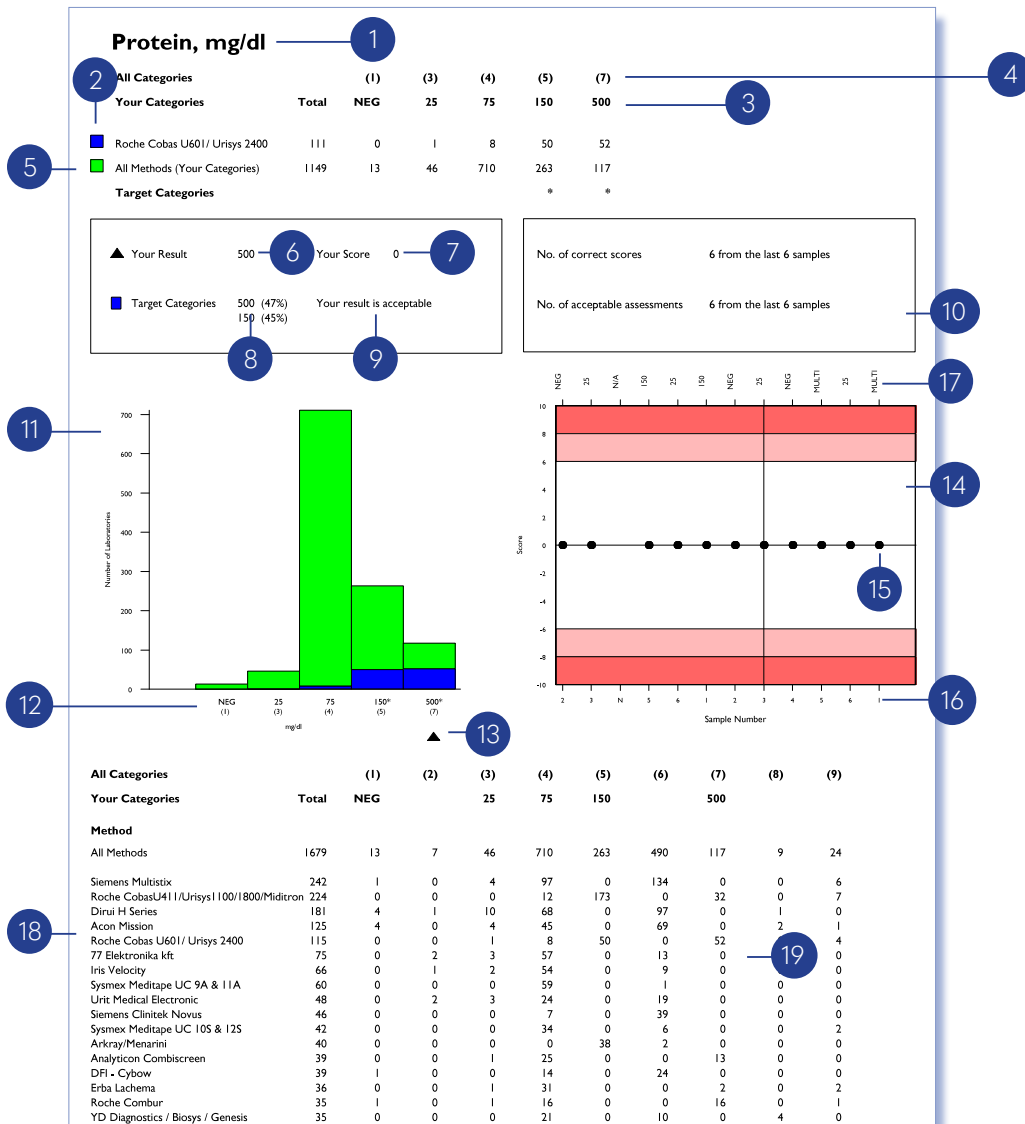 Protein, mg/dl 1
2 All Categories (1) (3) (4) (5) (7) 4
Your Categories Total NEG 25 75 150 500 3
Roche Cobas U601/ Urisys 2400 111 0 1 8 50 52
5 All Methods (Your Categories) 1149 13 46 710 263 117
Target Categories * *
Your Result 500 6 Your Score 0 7
Target Categories 500 (47%) Your result is acceptable
150 (45%)
8 9
No. of correct scores 6 from the last 6 samples
No. of acceptable assessments 6 from the last 6 samples
10
11
700
600
500
400
300
200
100
0
Number of Laboratories
12 NEG 25 75 150* 500*
(1) (3) (4) (5) (7)
mg/dl
13
NEG 25 N/A 150 25 150 NEG 25 NEG MULTI 25 MULTI 17
10
8
6
4
2
0
-2
-4
-6
-8
-10
Score
14
15
2 3 N 5 6 1 2 3 4 5 6 1 16
Sample Number
All Categories (1) (2) (3) (4) (5) (6) (7) (8) (9)
Your Categories Total NEG 25 75 150 500
Method
All Methods 1679 13 7 46 710 263 490 117 9 24
Siemens Multistix 242 1 0 4 97 0 134 0 0 6
Roche CobasU411/Urisys1100/1800/Miditron 224 0 0 0 12 173 0 32 0 7
Dirui H Series 181 4 1 10 68 0 97 0 1 0
18 Acon Mission 125 4 0 4 45 0 69 0 2 1
Roche Cobas U601/ Urisys 2400 115 0 0 1 8 50 0 52 4
77 Elektronika kft 75 0 2 3 57 0 13 0 19 0
Iris Velocity 66 0 1 2 54 0 9 0 0
Sysmex Meditape UC 9A & 11A 60 0 0 0 59 0 1 0 0 0
Urit Medical Electronic 48 0 2 3 24 0 19 0 0 0
Siemens Clinitek Novus 46 0 0 0 7 0 39 0 0 0
Sysmex Meditape UC 10S & 12S 42 0 0 0 34 0 6 0 0 2
Arkray/Menarini 40 0 0 0 0 38 2 0 0 0
Analyticon Combiscreen 39 0 0 1 25 0 0 13 0 0
DFI - Cybow 39 1 0 0 14 0 24 0 0 0
Erba Lachema 36 0 0 1 31 0 0 2 0 2
Roche Combur 35 1 0 1 16 0 0 16 0 1
YD Diagnostics / Biosys / Genesis 35 0 0 0 21 0 10 0 4 0